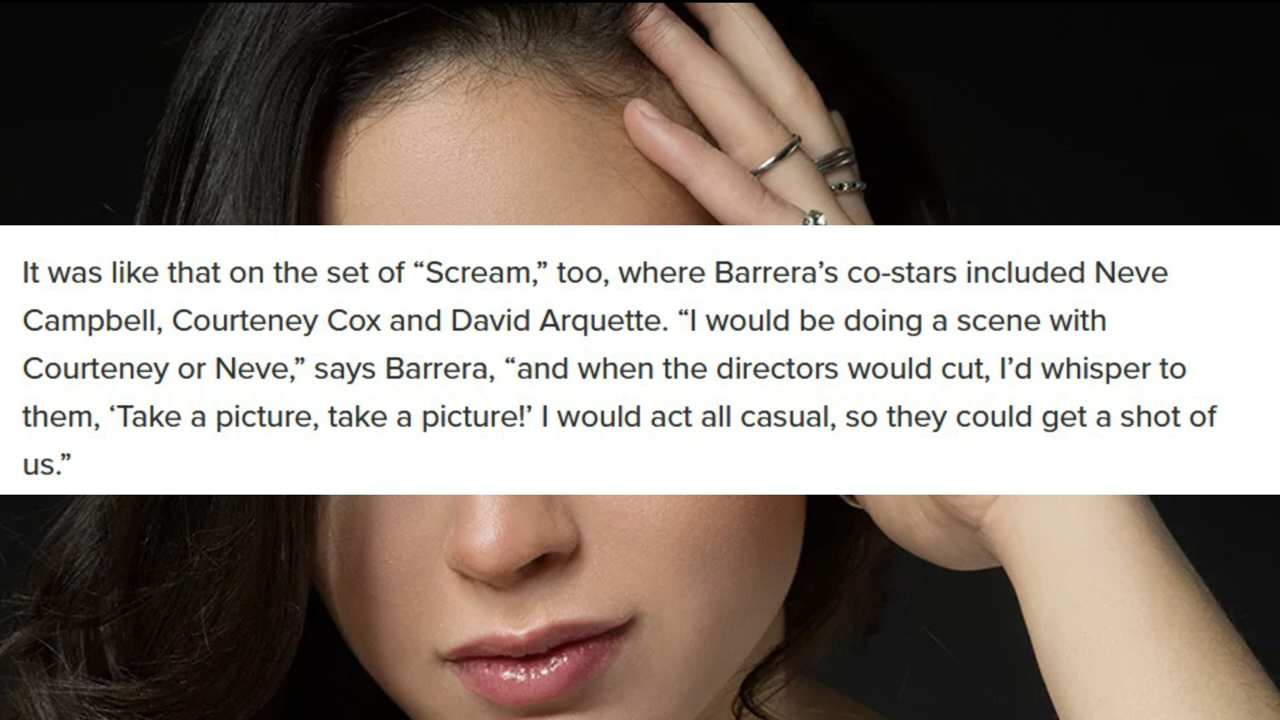 It was like that on the set of “Scream,” too, where Barrera’s co-stars included Neve
Campbell, Courteney Cox and David Arquette. “I would be doing a scene with
Courteney or Neve,” says Barrera, “and when the directors would cut, I’d whisper to
them, ‘Take a picture, take a picture!’ I would act all casual, so they could get a shot of
us.”